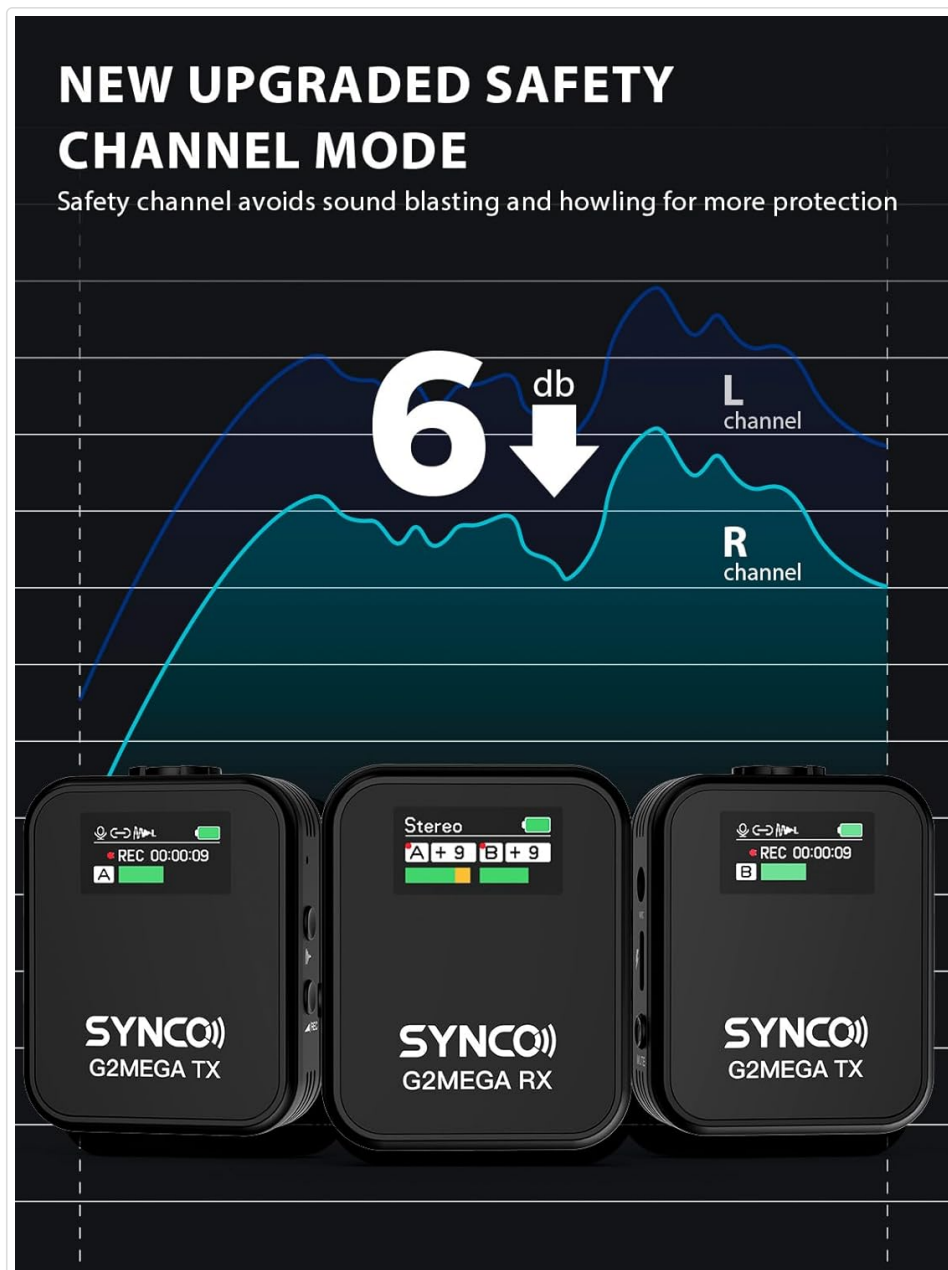 NEW UPGRADED SAFETY
CHANNEL MODE
Safety channel avoids sound blasting and howling for more protection
6 db
L
channel
R
channel
REC 00:00:09
A
SYNCO
G2MEGA TX
Stereo
A +9 B +9
SYNCO
G2MEGA RX
REC 00:00:09
B
SYNCO
G2MEGA TX
REC
MUTE